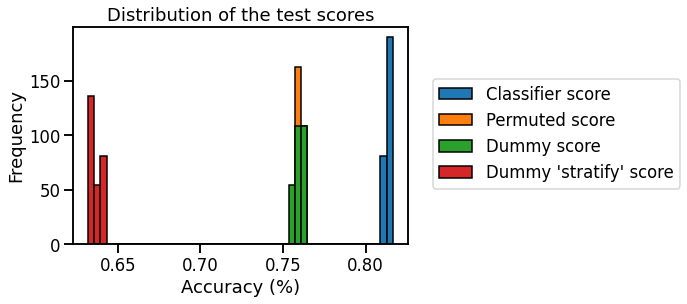 Distribution of the test scores
Frequency
150
100
50
0
0.65 0.70 0.75 0.80
Accuracy (%)
Classifier score
Permuted score
Dummy score
Dummy 'stratify' score